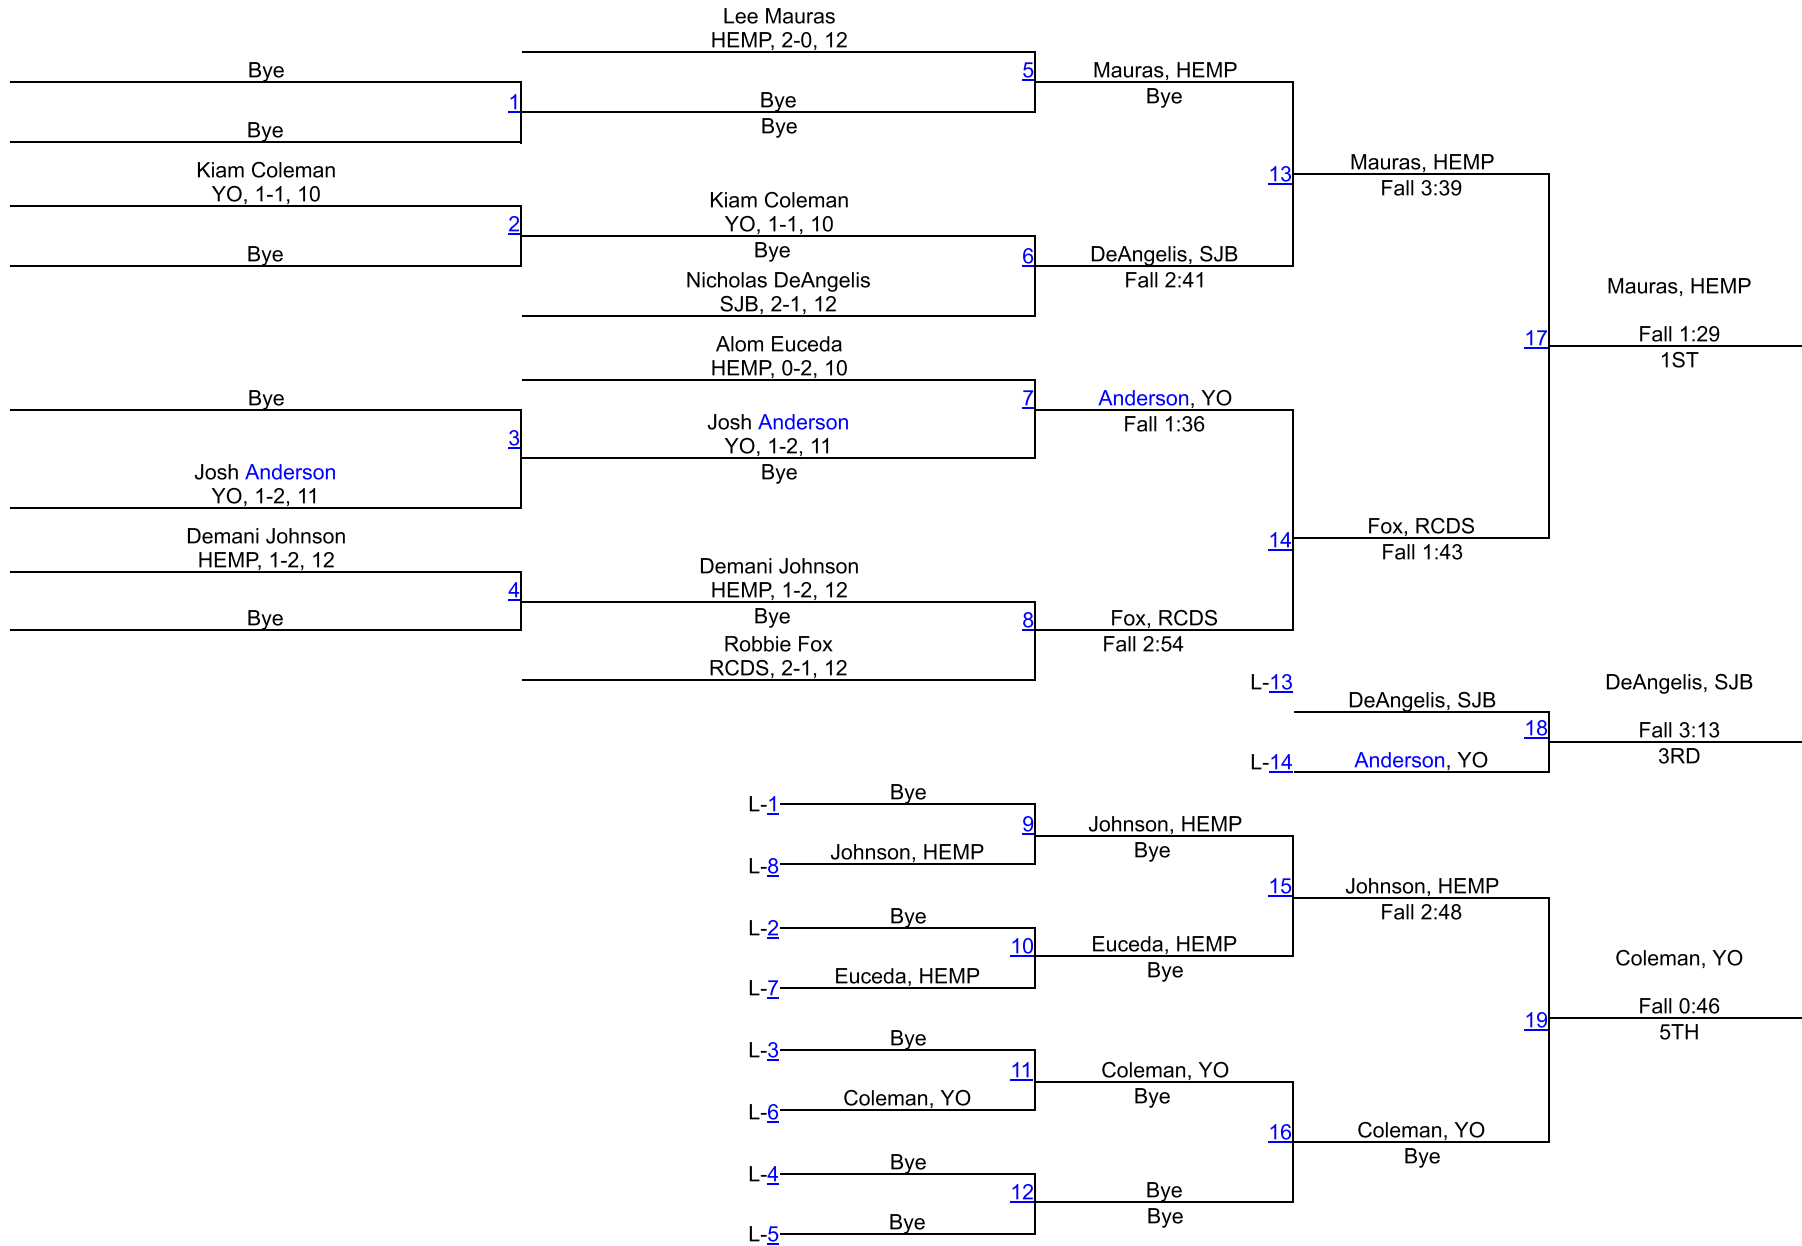 Lee Mauras
HEMP, 2-0, 12
Bye
1
Bye
Bye
Bye
5
Mauras, HEMP
Bye
Kiam Coleman
YO, 1-1, 10
2
Bye
Kiam Coleman
YO, 1-1, 10
Bye
Nicholas DeAngelis
SJB, 2-1, 12
6
DeAngelis, SJB
Fall 2:41
13
Mauras, HEMP
Fall 3:39
Alom Euceda
HEMP, 0-2, 10
Bye
3
Josh Anderson
YO, 1-2, 11
Josh Anderson
YO, 1-2, 11
Bye
7
Anderson, YO
Fall 1:36
Demani Johnson
HEMP, 1-2, 12
4
Bye
Demani Johnson
HEMP, 1-2, 12
Bye
Robbie Fox
RCDS, 2-1, 12
8
Fox, RCDS
Fall 2:54
14
Fox, RCDS
Fall 1:43
17
Mauras, HEMP
Fall 1:29
1ST
L-13
DeAngelis, SJB
L-14
Anderson, YO
18
DeAngelis, SJB
Fall 3:13
3RD
L-1
Bye
L-8
Johnson, HEMP
9
Johnson, HEMP
Bye
L-2
Bye
L-7
Euceda, HEMP
10
Euceda, HEMP
Bye
15
Johnson, HEMP
Fall 2:48
L-3
Bye
L-6
Coleman, YO
11
Coleman, YO
Bye
L-4
Bye
L-5
Bye
12
Bye
Bye
16
Coleman, YO
Bye
19
Coleman, YO
Fall 0:46
5TH